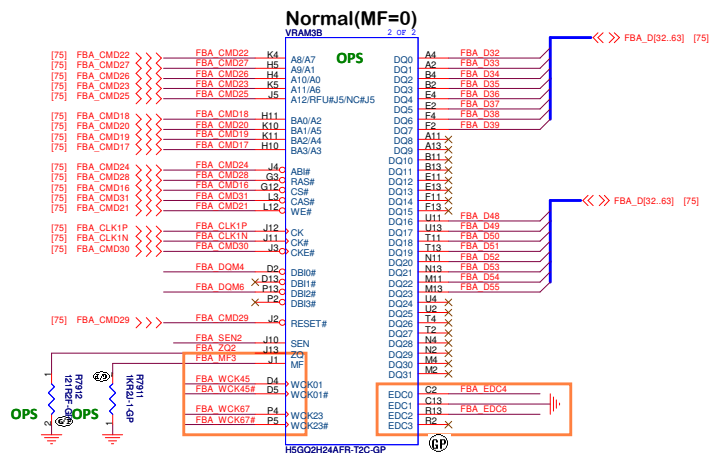 Normal(MF=0)
VRAM3B
2 OF 2
OPS
[75] FBA_CMD22 FBA_CMD22 K4 A8/A7
[75] FBA_CMD27 FBA_CMD27 H5 A9/A1
[75] FBA_CMD26 FBA_CMD26 H4 A10/A0
[75] FBA_CMD23 FBA_CMD23 K5 A11/A6
[75] FBA_CMD25 FBA_CMD25 J5 A12/RFU#J5/NC#J5
[75] FBA_CMD18 FBA_CMD18 H11 BA0/A2
[75] FBA_CMD20 FBA_CMD20 K10 BA1/A5
[75] FBA_CMD19 FBA_CMD19 K11 BA2/A4
[75] FBA_CMD17 FBA_CMD17 H10 BA3/A3
[75] FBA_CMD24 FBA_CMD24 J4 ABI#
[75] FBA_CMD28 FBA_CMD28 G3 RAS#
[75] FBA_CMD16 FBA_CMD16 G12 CS#
[75] FBA_CMD31 FBA_CMD31 L3 CAS#
[75] FBA_CMD21 FBA_CMD21 L12 WE#
[75] FBA_CLK1P FBA_CLK1P J12 CK
[75] FBA_CLK1N FBA_CLK1N J11 CK#
[75] FBA_CMD30 FBA_CMD30 J3 CKE#
FBA_DQM4 D2 DBI0#
D13 DBI1#
FBA_DQM6 P13 DBI2#
P2 DBI3#
[75] FBA_CMD29 FBA_CMD29 J2 RESET#
FBA_SEN2 J10 SEN
FBA_ZQ2 J13 ZQ
FBA_MF3 J1 MF
FBA_WCK45 D4 WCK01
FBA_WCK45# D5 WCK01#
FBA_WCK67 P4 WCK23
FBA_WCK67# P5 WCK23#
DQ0 A4 FBA_D32
DQ1 A2 FBA_D33
DQ2 B4 FBA_D34
DQ3 B2 FBA_D35
DQ4 E4 FBA_D36
DQ5 E2 FBA_D37
DQ6 F4 FBA_D38
DQ7 F2 FBA_D39
FBA_D[32..63] [75]
DQ8 A11
DQ9 A13
DQ10 B11
DQ11 B13
DQ12 E11
DQ13 E13
DQ14 F11
DQ15 F13
DQ16 U11 FBA_D48
DQ17 U13 FBA_D49
DQ18 T11 FBA_D50
DQ19 T13 FBA_D51
DQ20 N11 FBA_D52
DQ21 N13 FBA_D53
DQ22 M11 FBA_D54
DQ23 M13 FBA_D55
FBA_D[32..63] [75]
DQ24 U4
DQ25 U2
DQ26 T4
DQ27 T2
DQ28 N4
DQ29 N2
DQ30 M4
DQ31 M2
EDC0 C2 FBA_EDC4
EDC1 C13
EDC2 R13 FBA_EDC6
EDC3 R2
GP
H5GQ2H24AFR-T2C-GP
1
2
R7912
OPS
1
R7911
1KR2J-1-GP
OPS